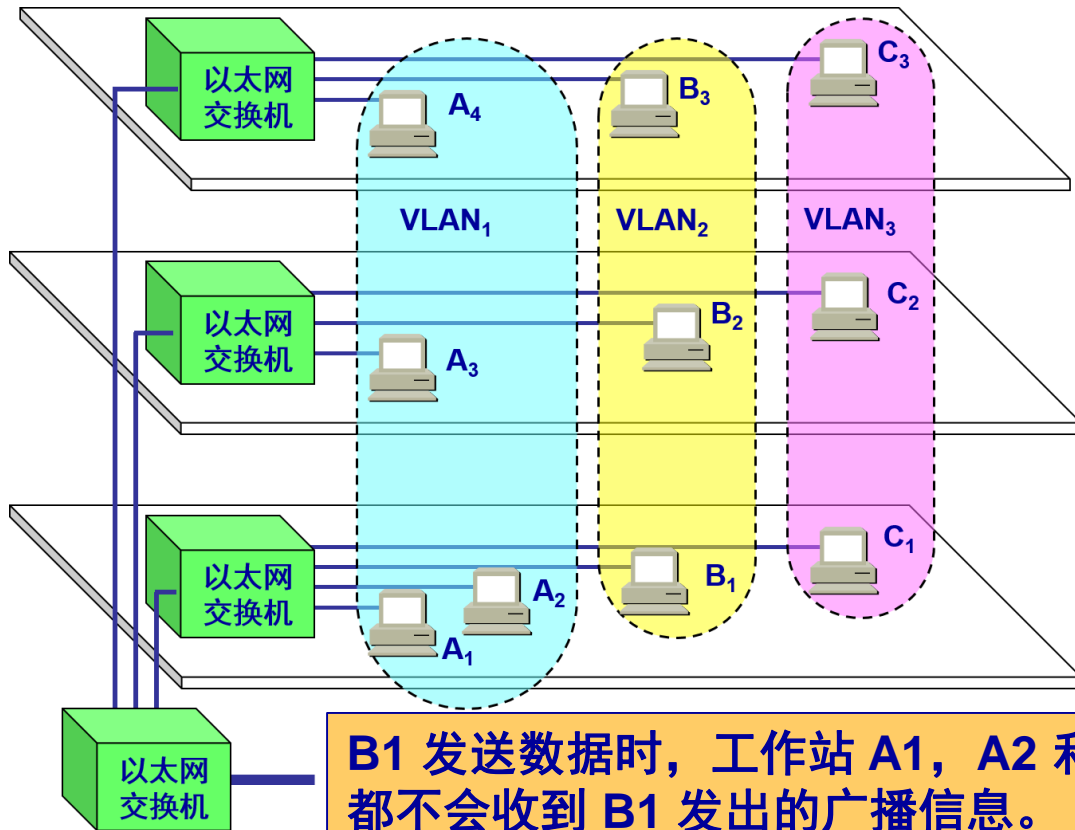 以太网
交换机
A4
B3
C3
VLAN1
VLAN2
VLAN3
以太网
交换机
A3
B2
C2
以太网
交换机
A1
A2
B1
C1
以太网
交换机
B1 发送数据时，工作站 A1，A2 和
都不会收到 B1 发出的广播信息。